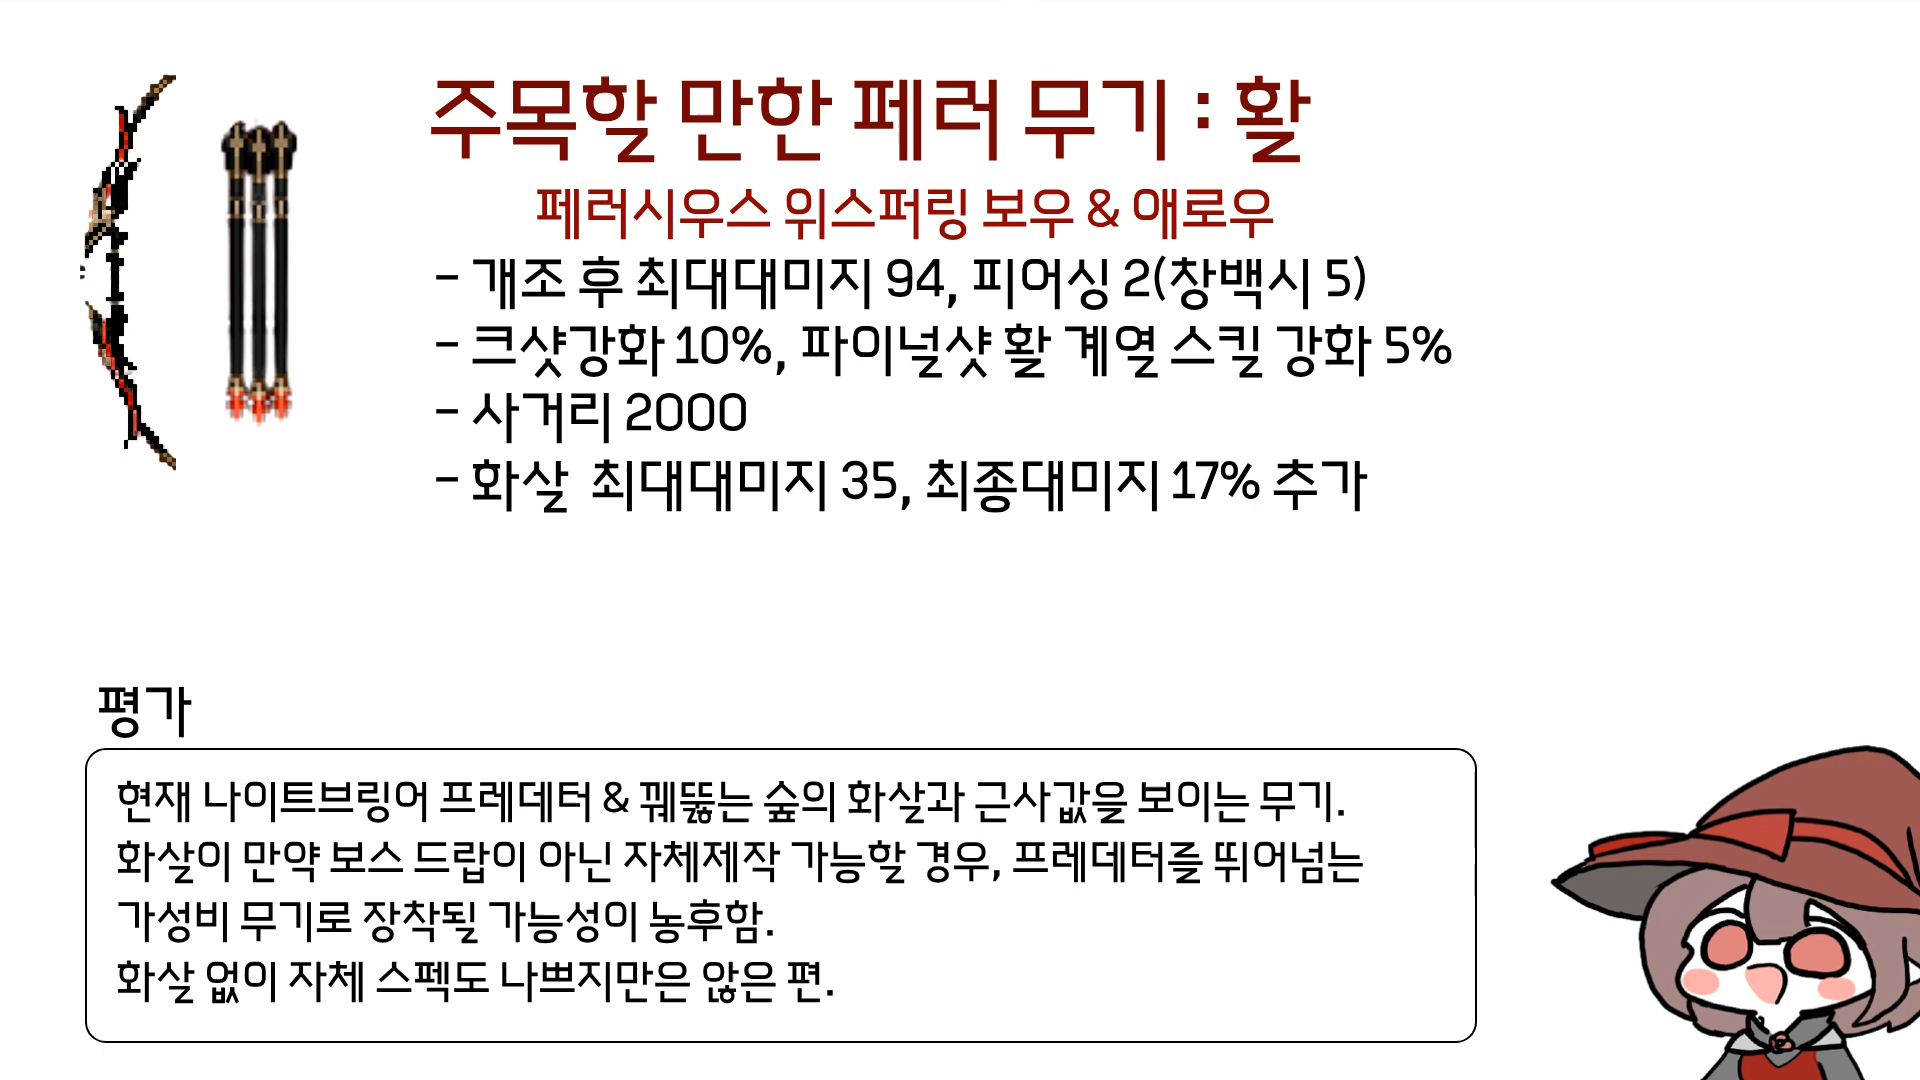 주목할 만한 페러 무기 : 활
페러시우스 위스퍼링 보우 & 애로우
- 개조 후 최대대미지 94, 피어싱 2(창백시 5)
- 크샷강화 10%, 파이널샷 활 계열 스킬 강화 5%
- 사거리 2000
- 화살 최대대미지 35, 최종대미지 17% 추가
평가
현재 나이트브링어 프레데터 & 꿰뚫는 숲의 화살과 근사값을 보이는 무기.
화살이 만약 보스 드랍이 아닌 자체제작 가능할 경우, 프레데터를 뛰어넘는
가성비 무기로 장착될 가능성이 농후함.
화살 없이 자체 스펙도 나쁘지만은 않은 편.